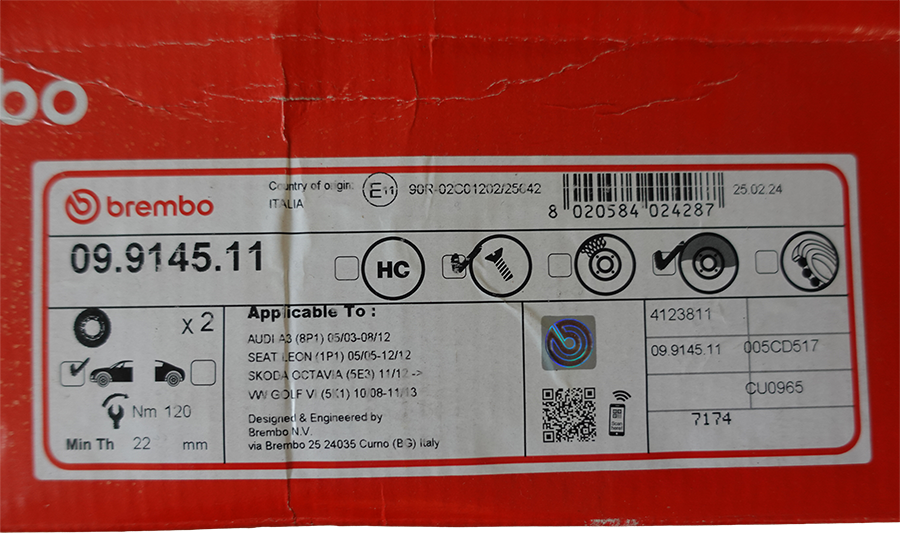 bo
brembo
Country of origin:
ITALIA
E11
90R-02C01202/25042
8 020584 024287
25.02.24
09.9145.11
HC
x 2
Nm 120
Min Th 22 mm
Applicable To :
AUDI A3 (8P1) 05/03-08/12
SEAT LEON (1P1) 05/05-12/12
SKODA OCTAVIA (5E3) 11/12 ->
VW GOLF VI (5K1) 10/08-11/13
Designed & Engineered by
Brembo N.V.
via Brembo 25 24035 Curno (BG) Italy
4123811
09.9145.11 005CD517
CU0965
7174